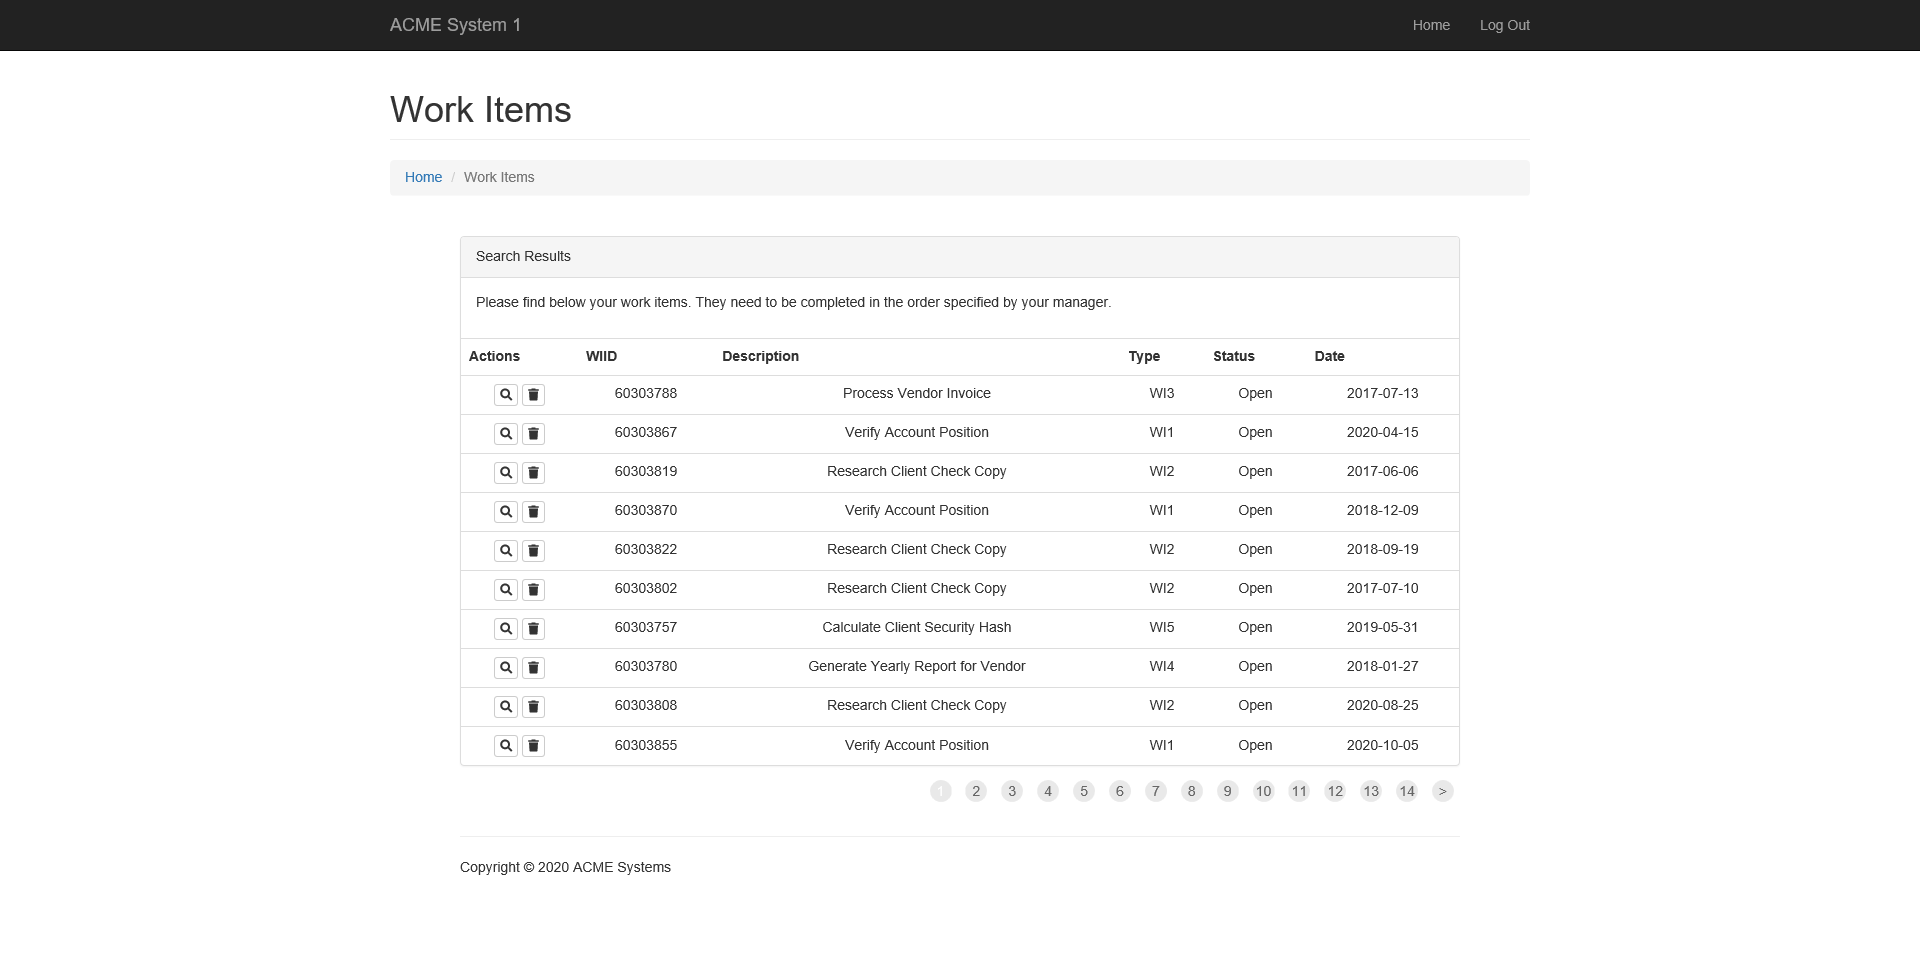 ACME System 1 Home Log Out
Work Items
Home / Work Items
Search Results
Please find below your work items. They need to be completed in the order specified by your manager.
Actions WIID Description Type Status Date
60303788 Process Vendor Invoice WI3 Open 2017-07-13
60303867 Verify Account Position WI1 Open 2020-04-15
60303819 Research Client Check Copy WI2 Open 2017-06-06
60303870 Verify Account Position WI1 Open 2018-12-09
60303822 Research Client Check Copy WI2 Open 2018-09-19
60303802 Research Client Check Copy WI2 Open 2017-07-10
60303757 Calculate Client Security Hash WI5 Open 2019-05-31
60303780 Generate Yearly Report for Vendor WI4 Open 2018-01-27
60303808 Research Client Check Copy WI2 Open 2020-08-25
60303855 Verify Account Position WI1 Open 2020-10-05
1 2 3 4 5 6 7 8 9 10 11 12 13 14 >
Copyright © 2020 ACME Systems